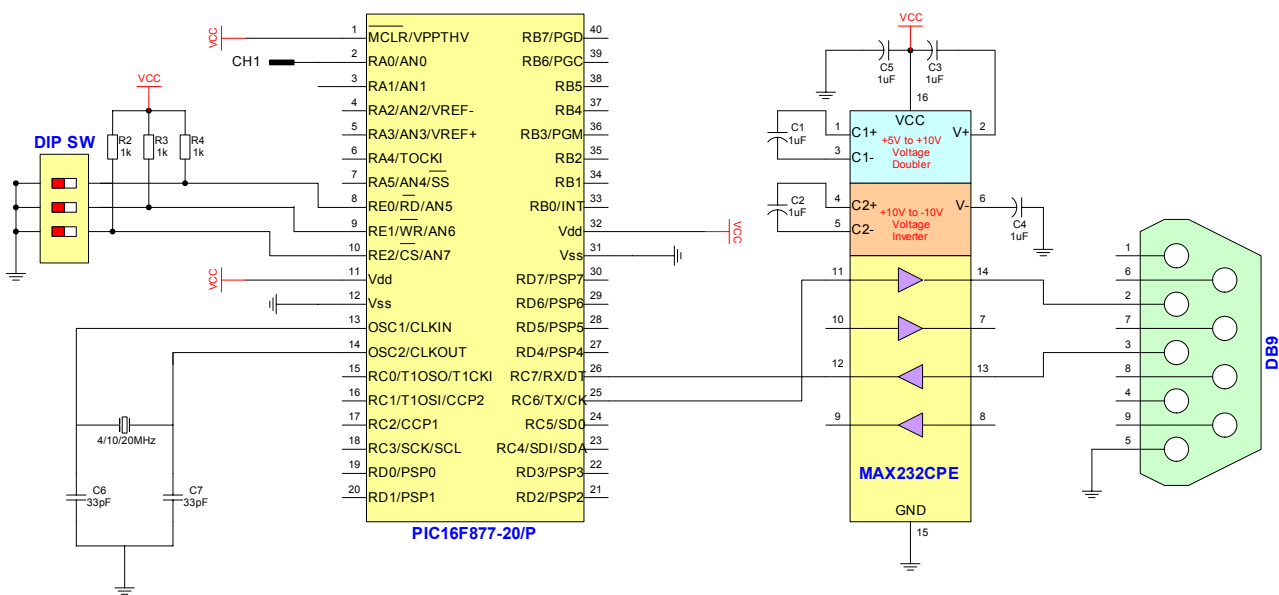 VCC
1
MCLR/VPPTHV
CH1
2
RA0/AN0
3
RA1/AN1
4
RA2/AN2/VREF-
5
RA3/AN3/VREF+
6
RA4/TOCKI
7
RA5/AN4/SS
8
RE0/RD/AN5
9
RE1/WR/AN6
10
RE2/CS/AN7
VCC
11
Vdd
12
Vss
13
OSC1/CLKIN
14
OSC2/CLKOUT
15
RC0/T1OSO/T1CKI
16
RC1/T1OSI/CCP2
17
RC2/CCP1
18
RC3/SCK/SCL
19
RD0/PSP0
20
RD1/PSP1
RB7/PGD
40
RB6/PGC
39
RB5
38
RB4
37
RB3/PGM
36
RB2
35
RB1
34
RB0/INT
33
Vdd
32
VCC
Vss
31
RD7/PSP7
30
RD6/PSP6
29
RD5/PSP5
28
RD4/PSP4
27
RC7/RX/DT
26
RC6/TX/CK
25
RC5/SD0
24
RC4/SDI/SDA
23
RD3/PSP3
22
RD2/PSP2
21
PIC16F877-20/P
VCC
DIP SW
R2
1k
R3
1k
R4
1k
4/10/20MHz
C6
33pF
C7
33pF
VCC
C5
1uF
C3
1uF
16
VCC
C1
1uF
1
C1+
3
C1-
+5V to +10V
Voltage
Doubler
V+
2
C2
1uF
4
C2+
5
C2-
+10V to -10V
Voltage
Inverter
V-
6
C4
1uF
11
14
10
7
12
13
9
8
MAX232CPE
GND
15
1
6
2
7
3
8
4
9
5
DB9